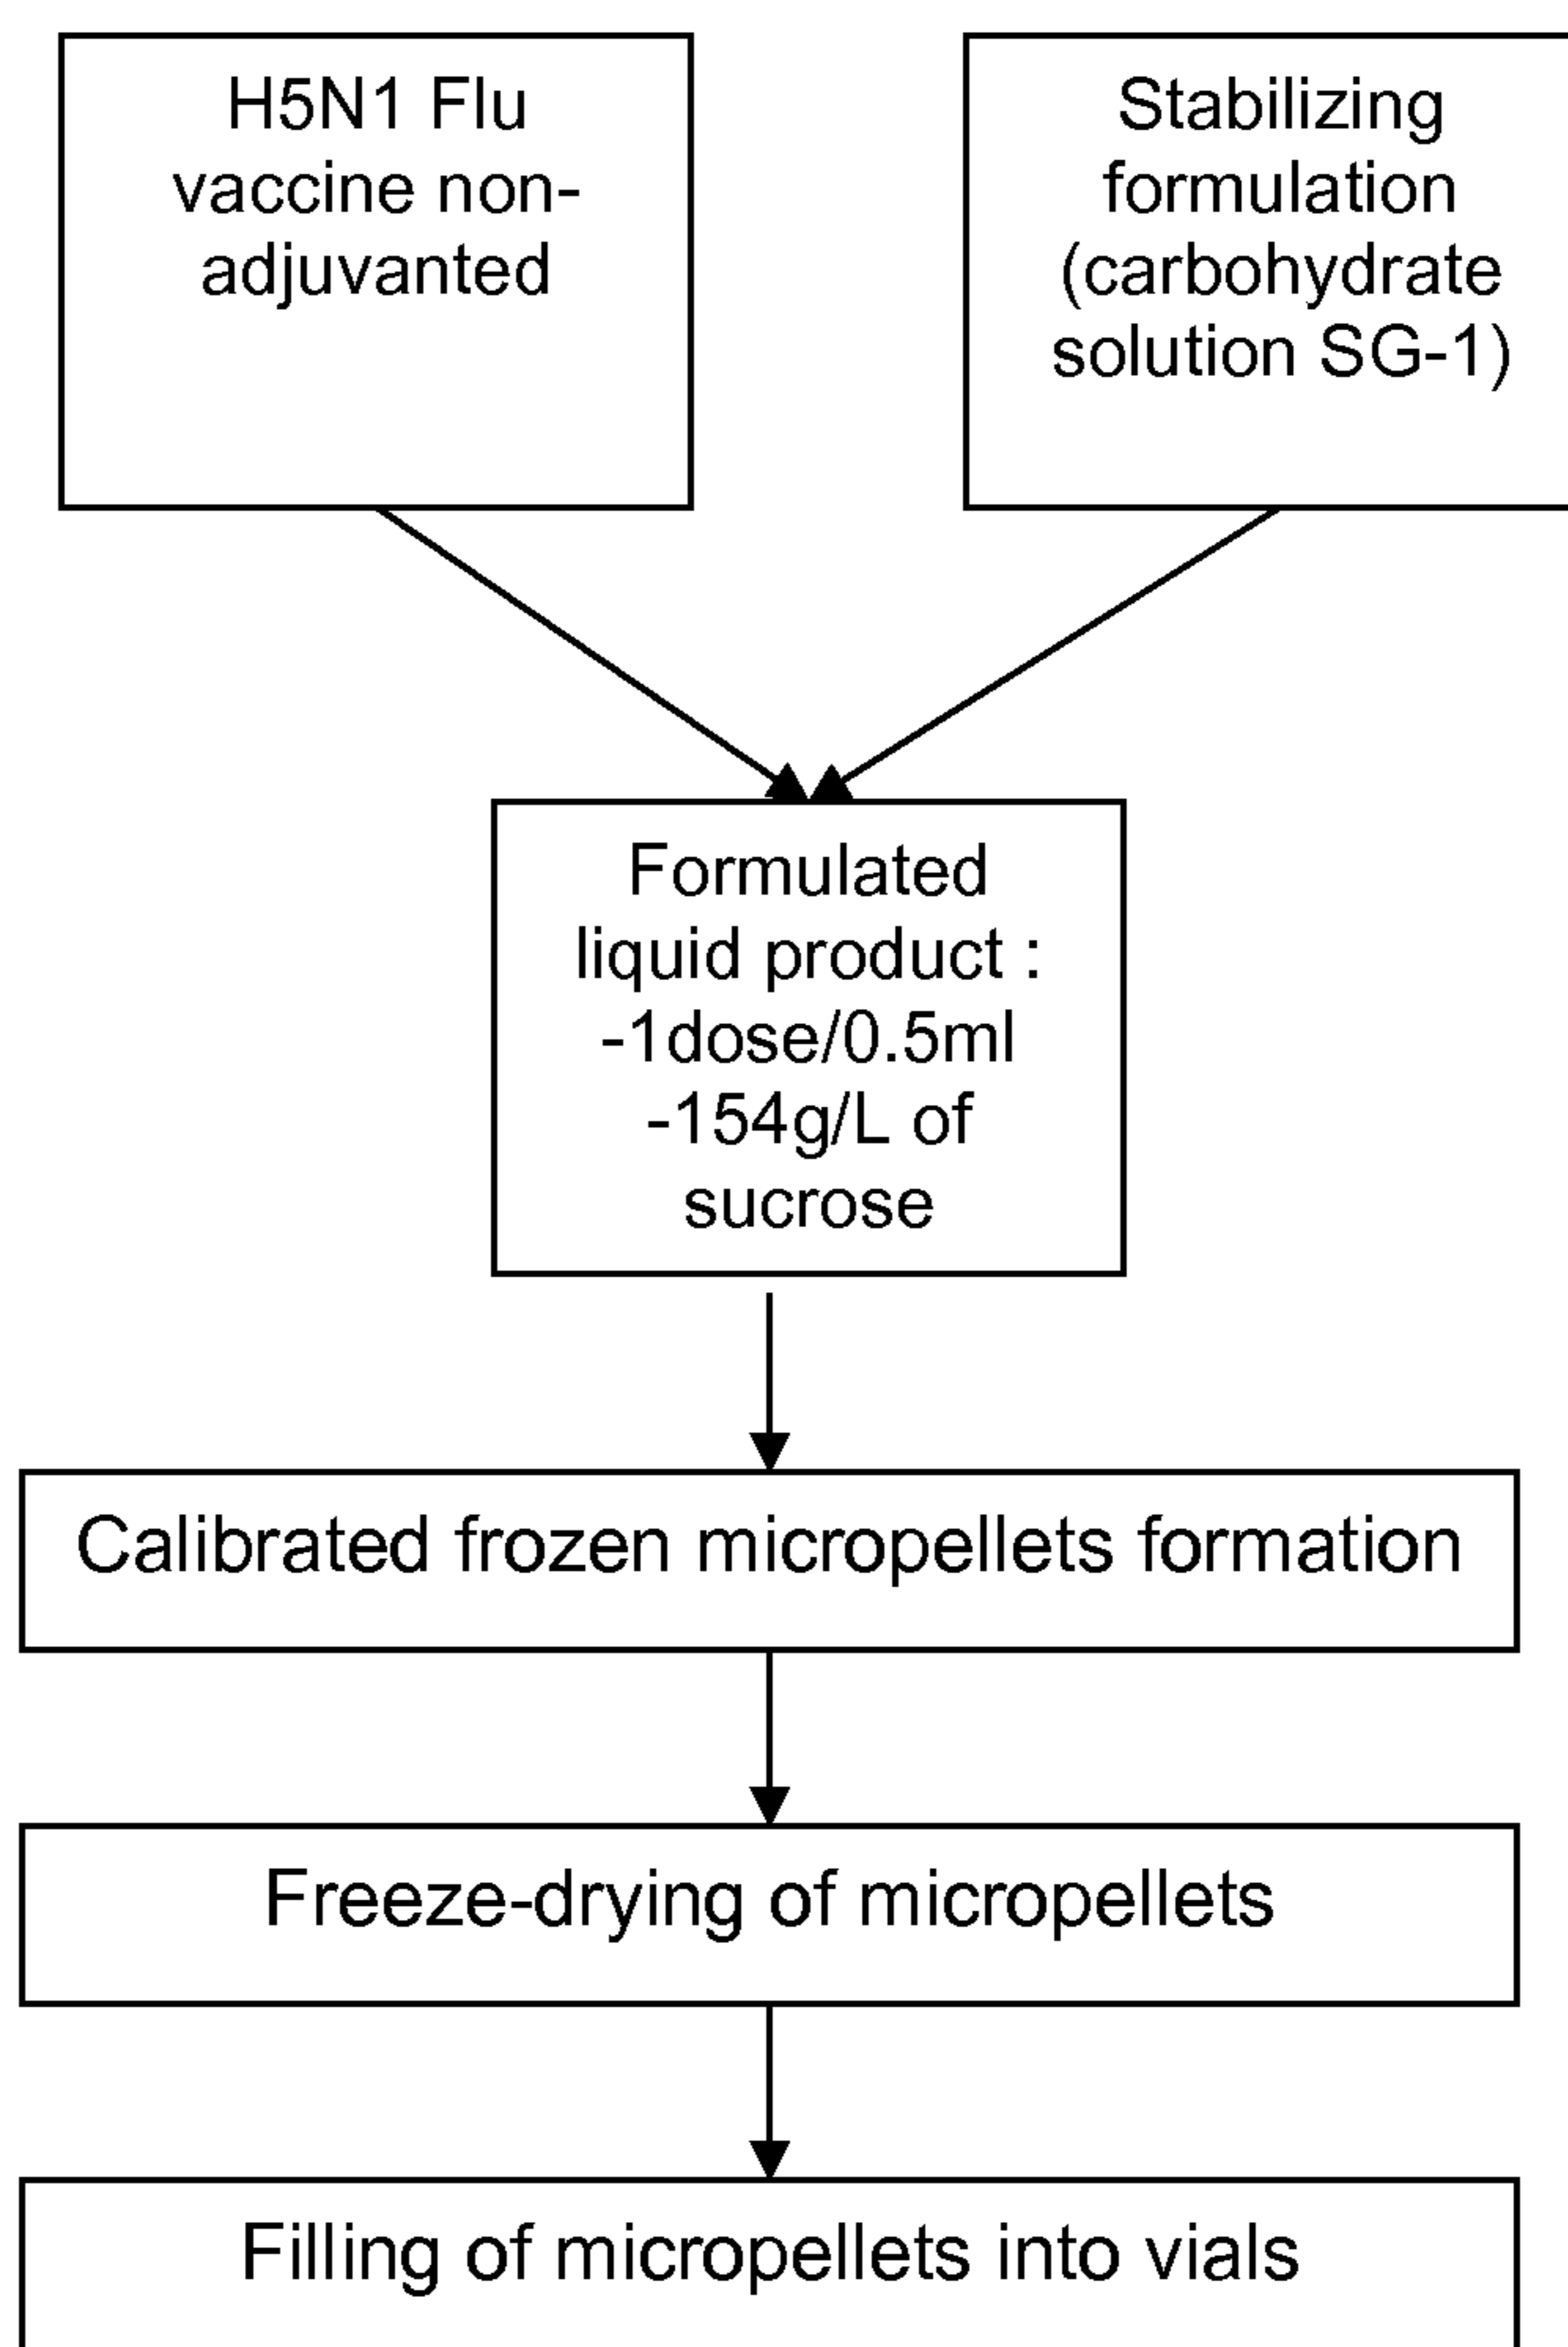 H5N1 Flu
vaccine non-
adjuvanted
Stabilizing
formulation
(carbohydrate
solution SG-1)
Formulated
liquid product :
-1dose/0.5ml
-154g/L of
sucrose
Calibrated frozen micropellets formation
Freeze-drying of micropellets
Filling of micropellets into vials